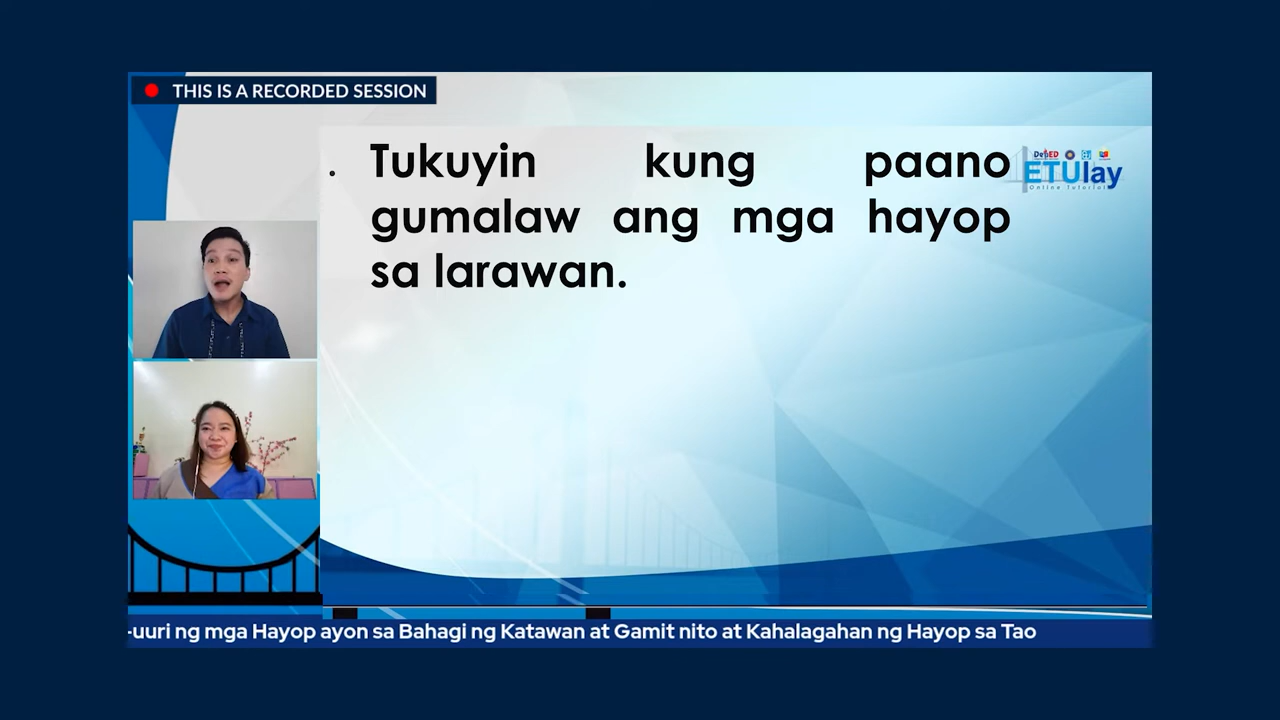 THIS IS A RECORDED SESSION
. Tukuyin kung paano
gumalaw ang mga hayop
sa larawan.
DepED
ETUlay
Online Tutorial
-uuri ng mga Hayop ayon sa Bahagi ng Katawan at Gamit nito at Kahalagahan ng Hayop sa Tao